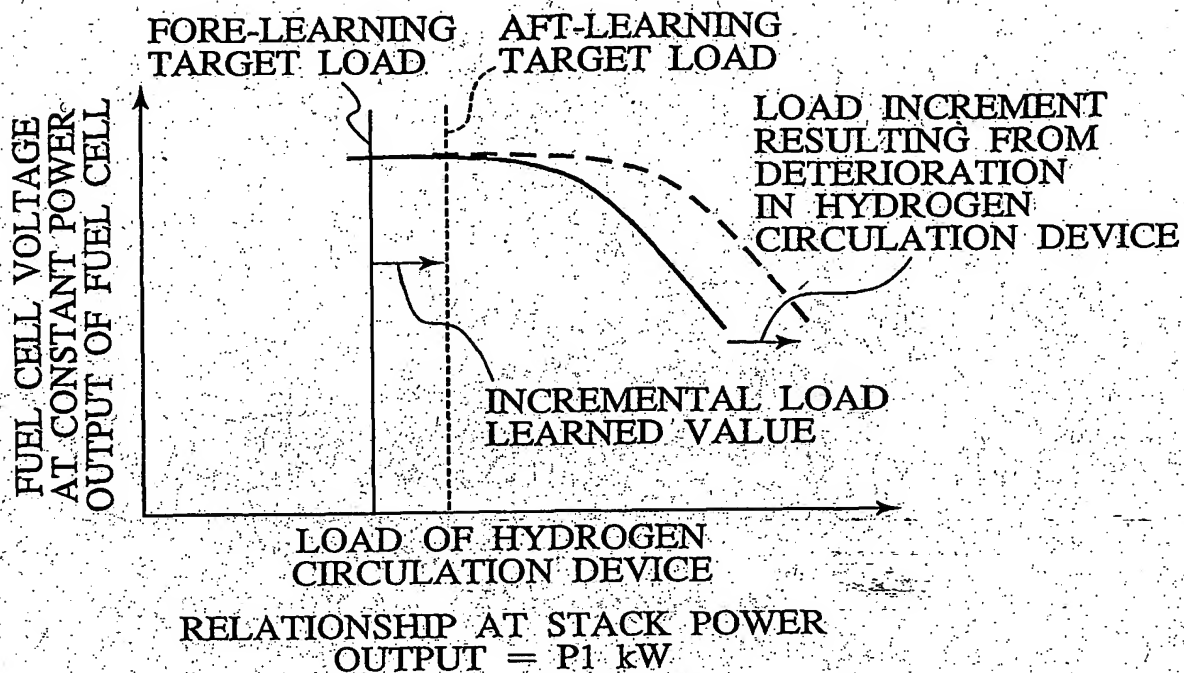 FORE-LEARNING
TARGET LOAD
AFT-LEARNING
TARGET LOAD
LOAD INCREMENT
RESULTING FROM
DETERIORATION
IN HYDROGEN
CIRCULATION DEVICE
FUEL CELL VOLTAGE
AT CONSTANT POWER
OUTPUT OF FUEL CELL
INCREMENTAL LOAD
LEARNED VALUE
LOAD OF HYDROGEN
CIRCULATION DEVICE
RELATIONSHIP AT STACK POWER
OUTPUT = P1 kW